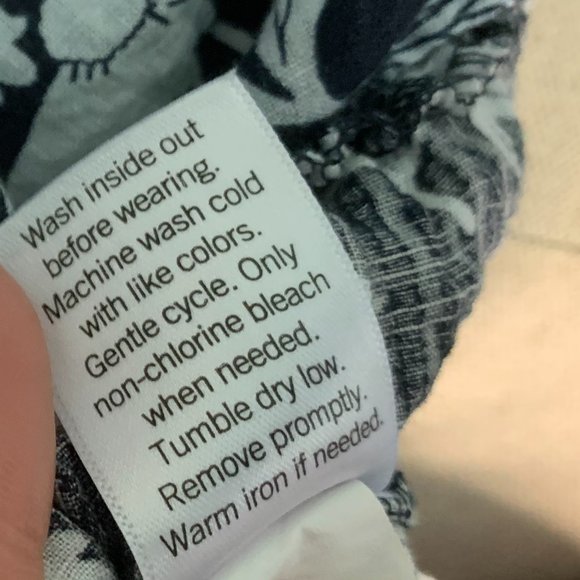 Wash inside out
before wearing.
Machine wash cold
with like colors.
Gentle cycle. Only
non-chlorine bleach
when needed.
Tumble dry low.
Remove promptly.
Warm iron if needed.